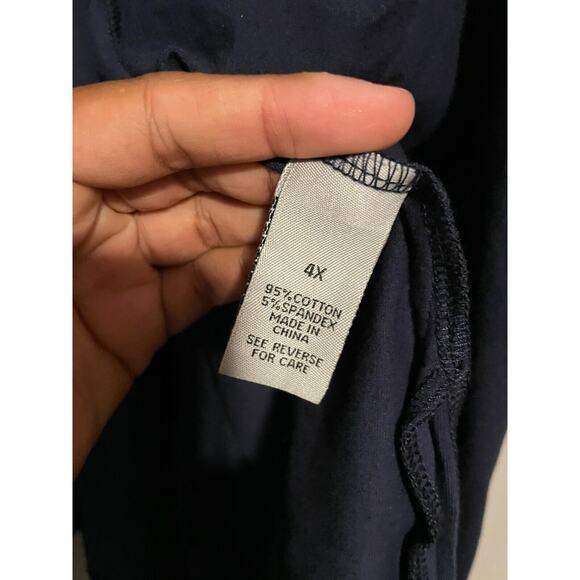 4X
95%COTTON
5%SPANDEX
MADE IN
CHINA
SEE REVERSE
FOR CARE